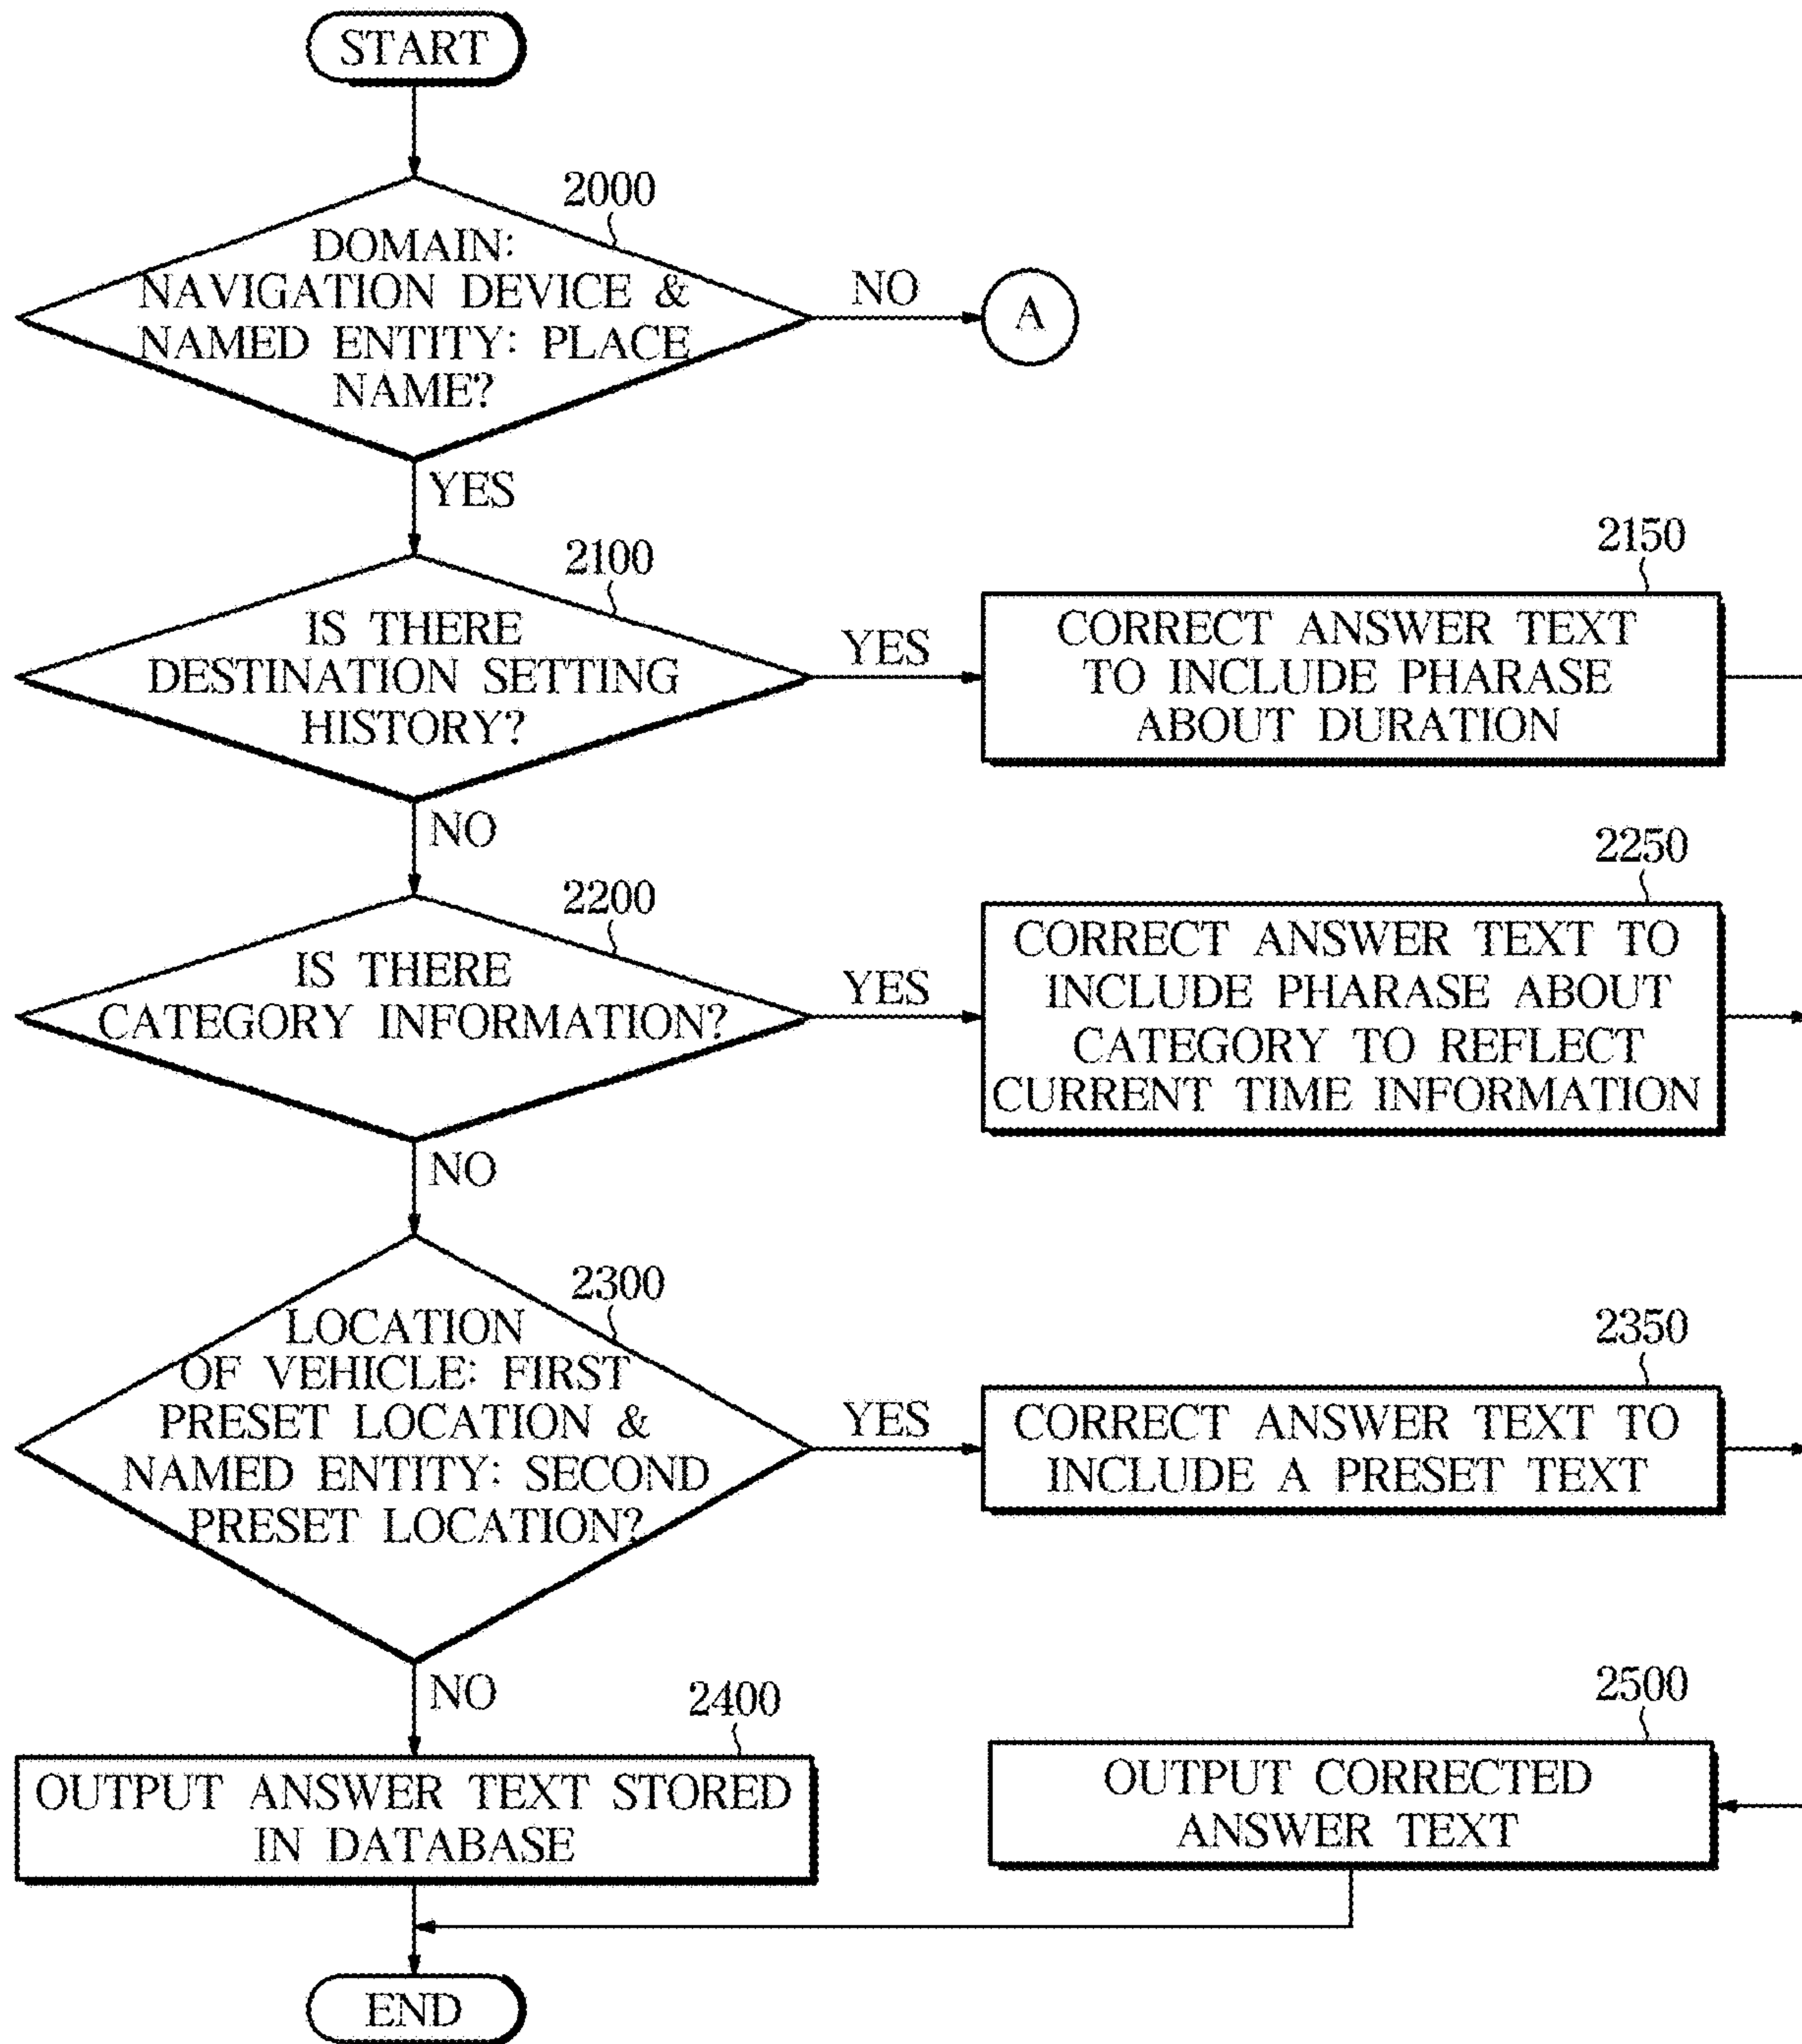 START
2000
DOMAIN:
NAVIGATION DEVICE &
NAMED ENTITY: PLACE
NAME?
NO
A
YES
2100
IS THERE
DESTINATION SETTING
HISTORY?
YES
2150
CORRECT ANSWER TEXT
TO INCLUDE PHARASE
ABOUT DURATION
NO
2200
IS THERE
CATEGORY INFORMATION?
YES
2250
CORRECT ANSWER TEXT TO
INCLUDE PHARASE ABOUT
CATEGORY TO REFLECT
CURRENT TIME INFORMATION
NO
2300
LOCATION
OF VEHICLE: FIRST
PRESET LOCATION &
NAMED ENTITY: SECOND
PRESET LOCATION?
YES
2350
CORRECT ANSWER TEXT TO
INCLUDE A PRESET TEXT
NO
2400
OUTPUT ANSWER TEXT STORED
IN DATABASE
2500
OUTPUT CORRECTED
ANSWER TEXT
END